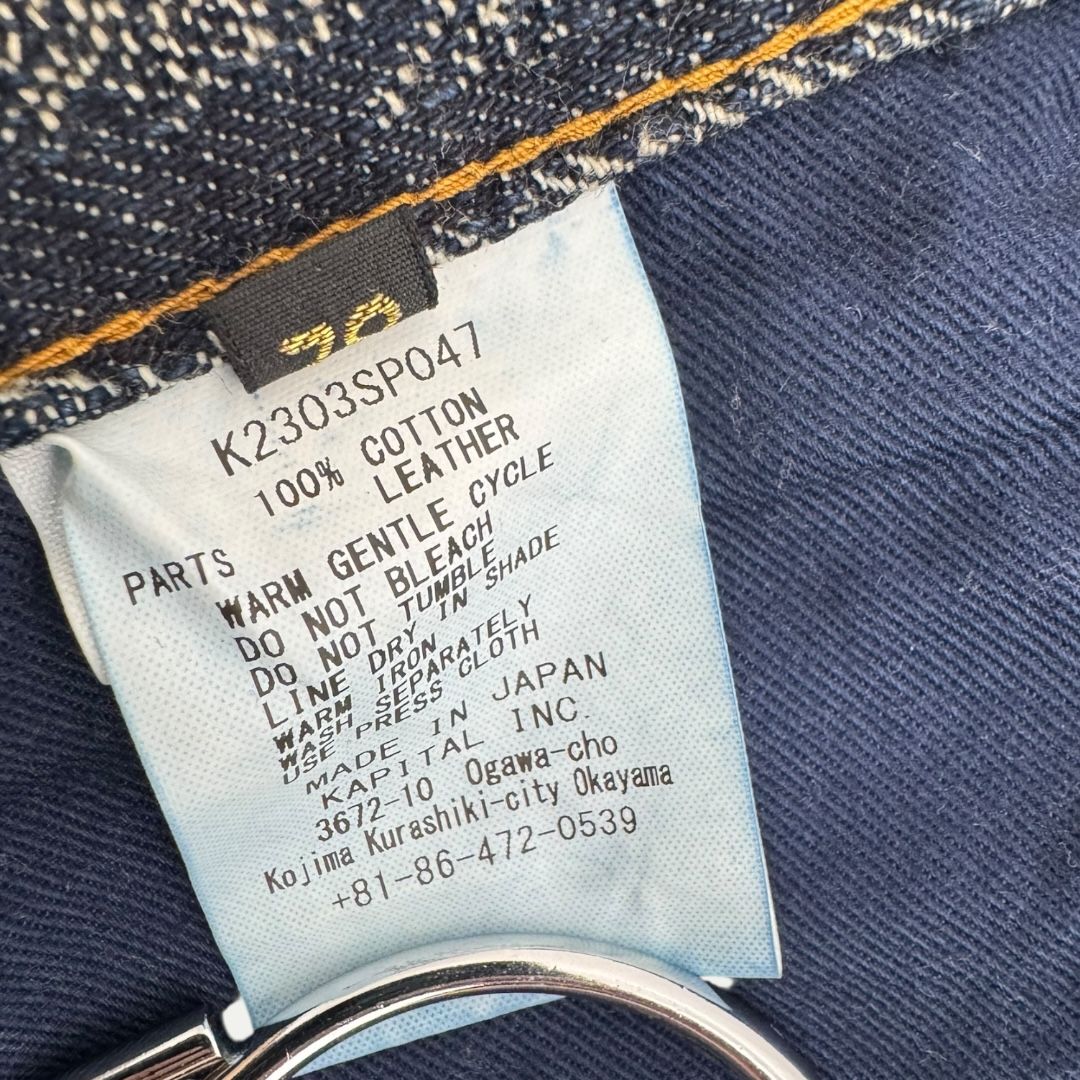 K2303SP047
100% COTTON
PARTS LEATHER
WARM GENTLE CYCLE
DO NOT BLEACH
DO NOT TUMBLE
LINE DRY IN SHADE
WARM IRON
WASH SEPARATELY
USE PRESS CLOTH
MADE IN JAPAN
KAPITAL INC.
3672-10 Ogawa-cho
Kojima Kurashiki-city Okayama
+81-86-472-0539